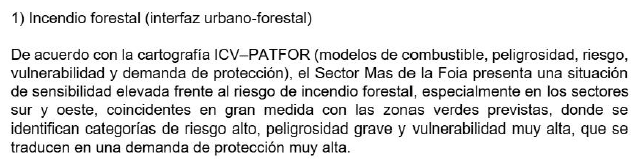 1) Incendio forestal (interfaz urbano-forestal)
De acuerdo con la cartografía ICV–PATFOR (modelos de combustible, peligrosidad, riesgo,
vulnerabilidad y demanda de protección), el Sector Mas de la Foia presenta una situación
de sensibilidad elevada frente al riesgo de incendio forestal, especialmente en los sectores
sur y oeste, coincidentes en gran medida con las zonas verdes previstas, donde se
identifican categorías de riesgo alto, peligrosidad grave y vulnerabilidad muy alta, que se
traducen en una demanda de protección muy alta.